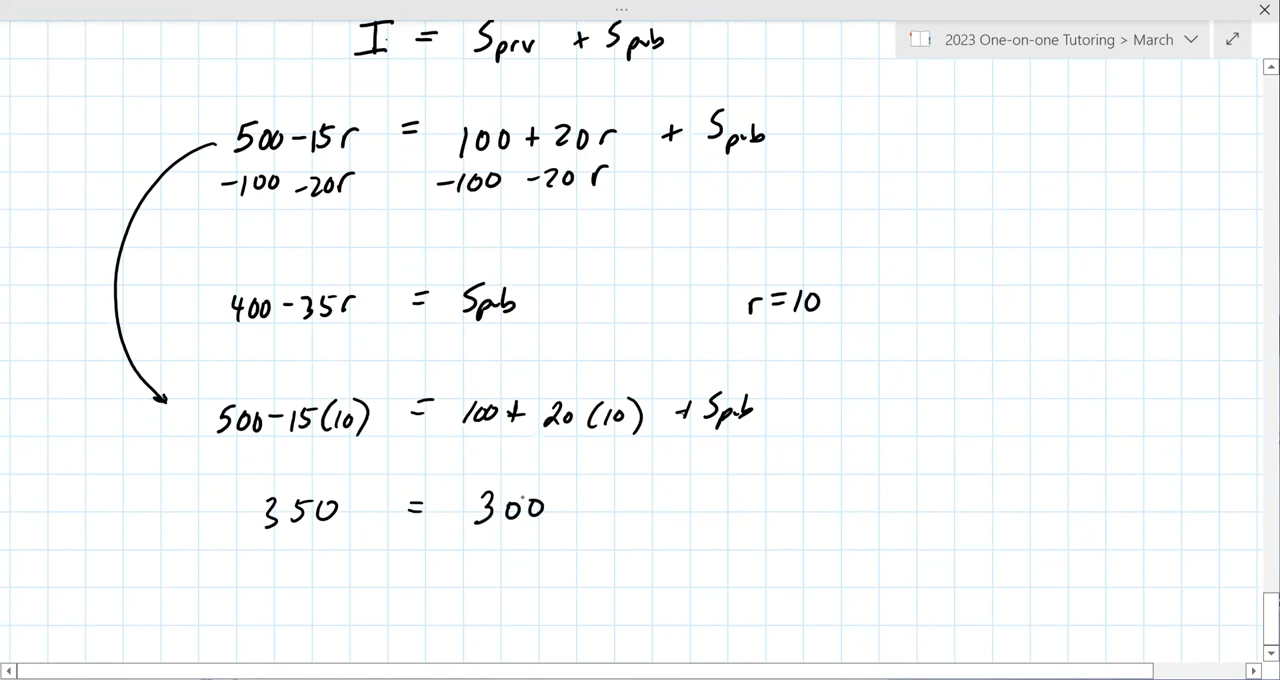 I = Sprv + Spub
2023 One-on-one Tutoring > March
500 - 15r = 100 + 20r + Spub
-100 -20r -100 -20r
400 - 35r = Spub r = 10
500 - 15(10) = 100 + 20(10) + Spub
350 = 300